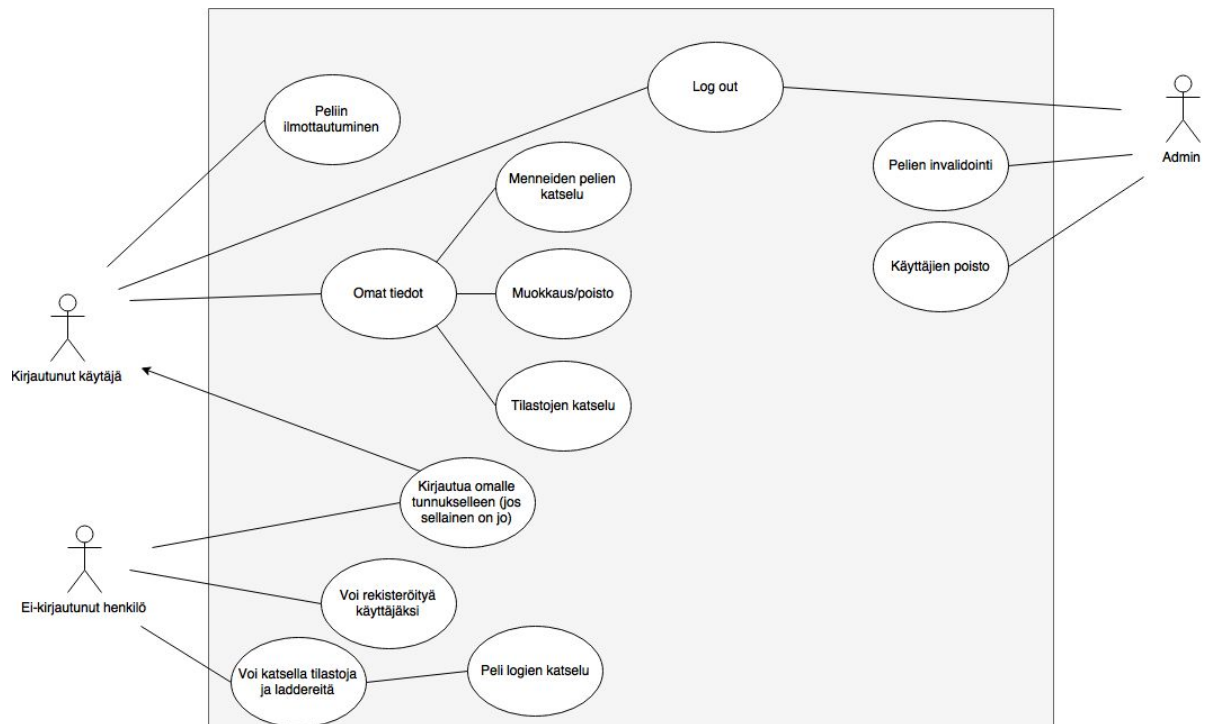 Log out
Peliin
ilmottautuminen
Admin
Pelien invalidointi
Menneiden pelien
katselu
Käyttäjien poisto
Omat tiedot
Muokkaus/poisto
Kirjautunut käytäjä
Tilastojen katselu
Kirjautua omalle
tunnukselleen (jos
sellainen on jo)
Ei-kirjautunut henkilö
Voi rekisteröityä
käyttäjäksi
Voi katsella tilastoja
ja laddereitä
Peli logien katselu